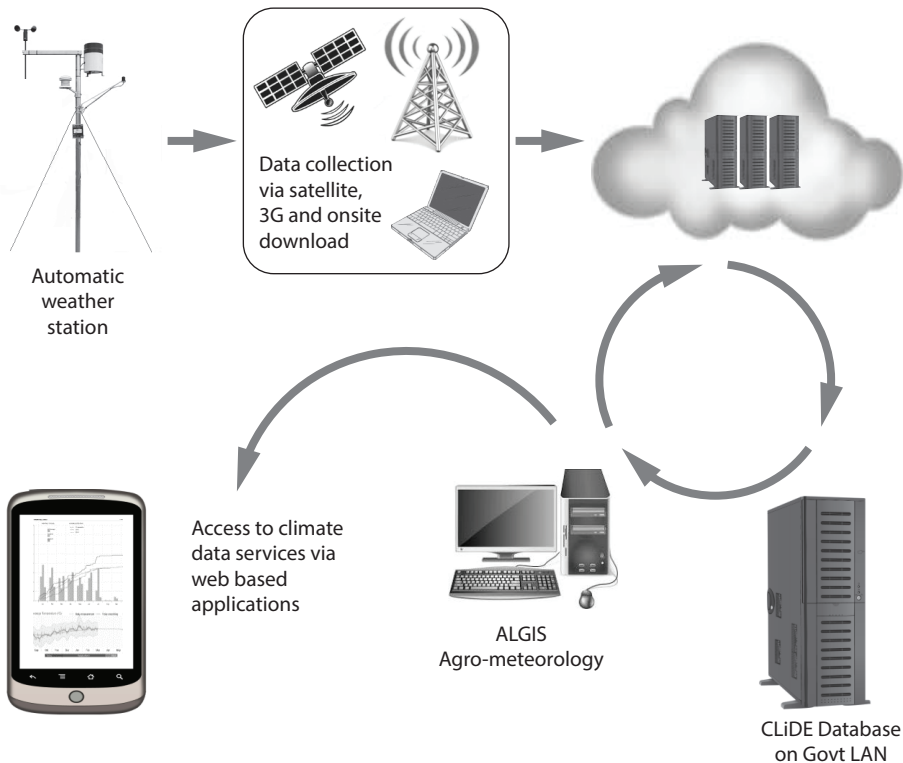 Data collection
via satellite,
3G and onsite
download
Automatic
weather
station
Access to climate
data services via
web based
applications
ALGIS
Agro-meteorology
CLiDE Database
on Govt LAN